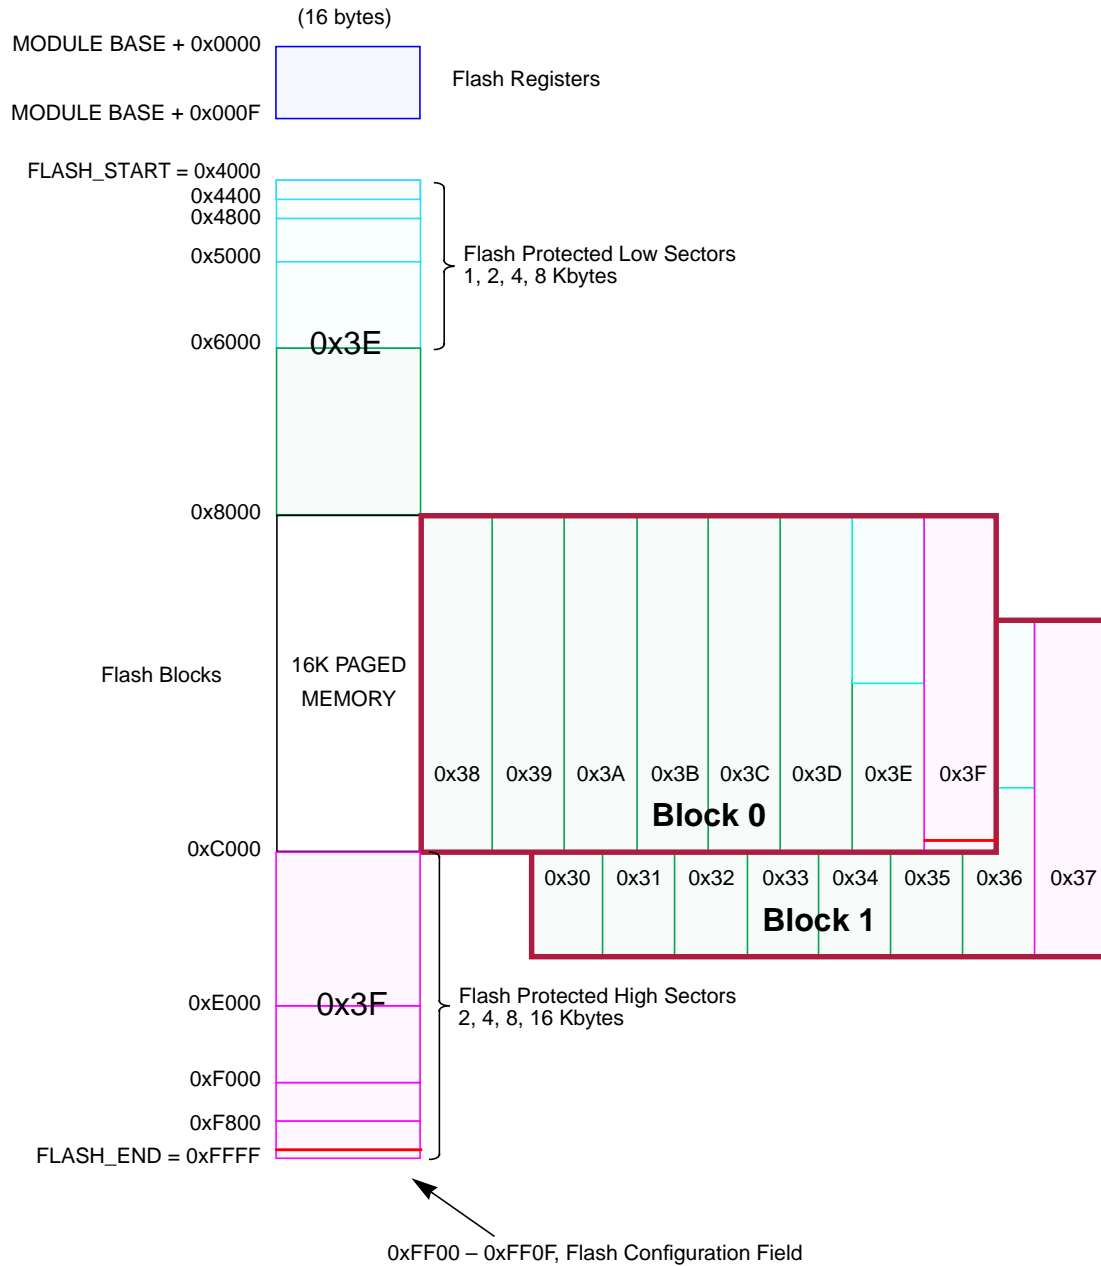 (16 bytes)
MODULE BASE + 0x0000
Flash Registers
MODULE BASE + 0x000F
FLASH_START = 0x4000
0x4400
0x4800
0x5000
Flash Protected Low Sectors
1, 2, 4, 8 Kbytes
0x6000
0x3E
0x8000
Flash Blocks
16K PAGED
MEMORY
0x38 0x39 0x3A 0x3B 0x3C 0x3D 0x3E 0x3F
Block 0
0xC000
0x30 0x31 0x32 0x33 0x34 0x35 0x36 0x37
Block 1
0xE000
0x3F
Flash Protected High Sectors
2, 4, 8, 16 Kbytes
0xF000
0xF800
FLASH_END = 0xFFFF
0xFF00 – 0xFF0F, Flash Configuration Field